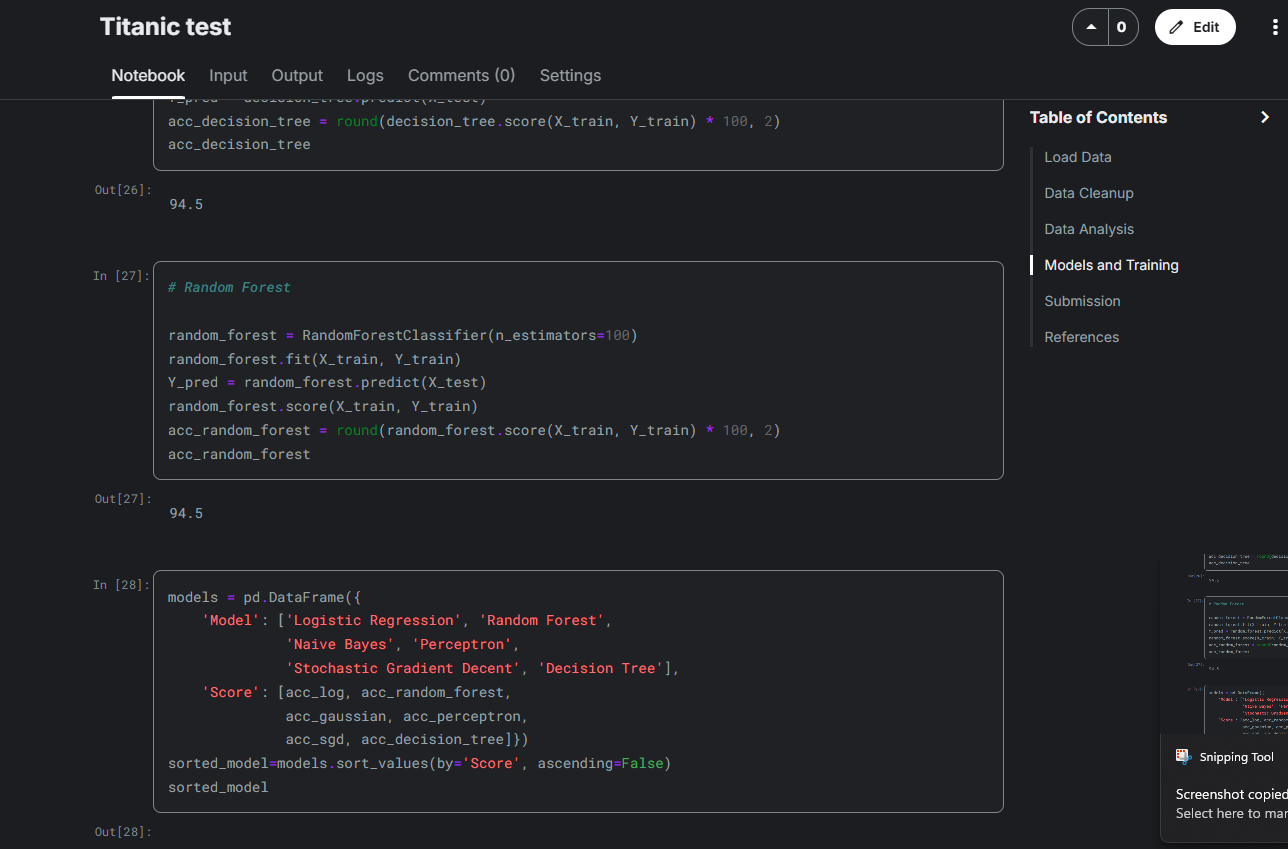 Titanic test
0
Edit
Notebook
Input
Output
Logs
Comments (0)
Settings
acc_decision_tree = round(decision_tree.score(X_train, Y_train) * 100, 2)
acc_decision_tree
Out[26]:
94.5
In [27]:
# Random Forest
random_forest = RandomForestClassifier(n_estimators=100)
random_forest.fit(X_train, Y_train)
Y_pred = random_forest.predict(X_test)
random_forest.score(X_train, Y_train)
acc_random_forest = round(random_forest.score(X_train, Y_train) * 100, 2)
acc_random_forest
Out[27]:
94.5
In [28]:
models = pd.DataFrame({
'Model': ['Logistic Regression', 'Random Forest',
'Naive Bayes', 'Perceptron',
'Stochastic Gradient Decent', 'Decision Tree'],
'Score': [acc_log, acc_random_forest,
acc_gaussian, acc_perceptron,
acc_sgd, acc_decision_tree]})
sorted_model=models.sort_values(by='Score', ascending=False)
sorted_model
Out[28]:
Table of Contents
Load Data
Data Cleanup
Data Analysis
Models and Training
Submission
References
Snipping Tool
Screenshot copied
Select here to mar